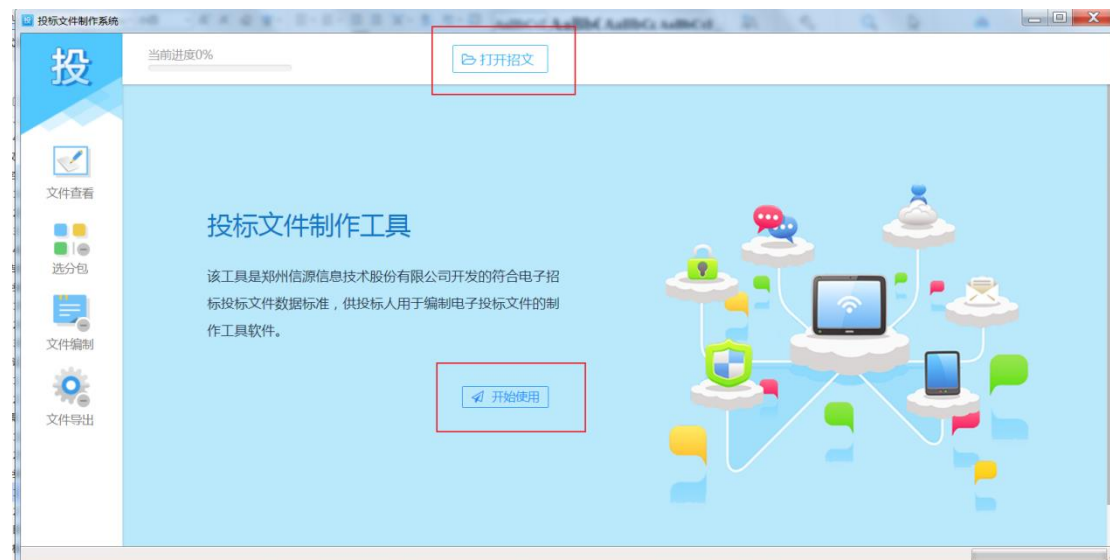 投标文件制作系统
投
当前进度0%
打开招文
文件查看
选分包
文件编制
文件导出
投标文件制作工具
该工具是郑州信源信息技术股份有限公司开发的符合电子招
标投标文件数据标准，供投标人用于编制电子投标文件的制
作工具软件。
开始使用